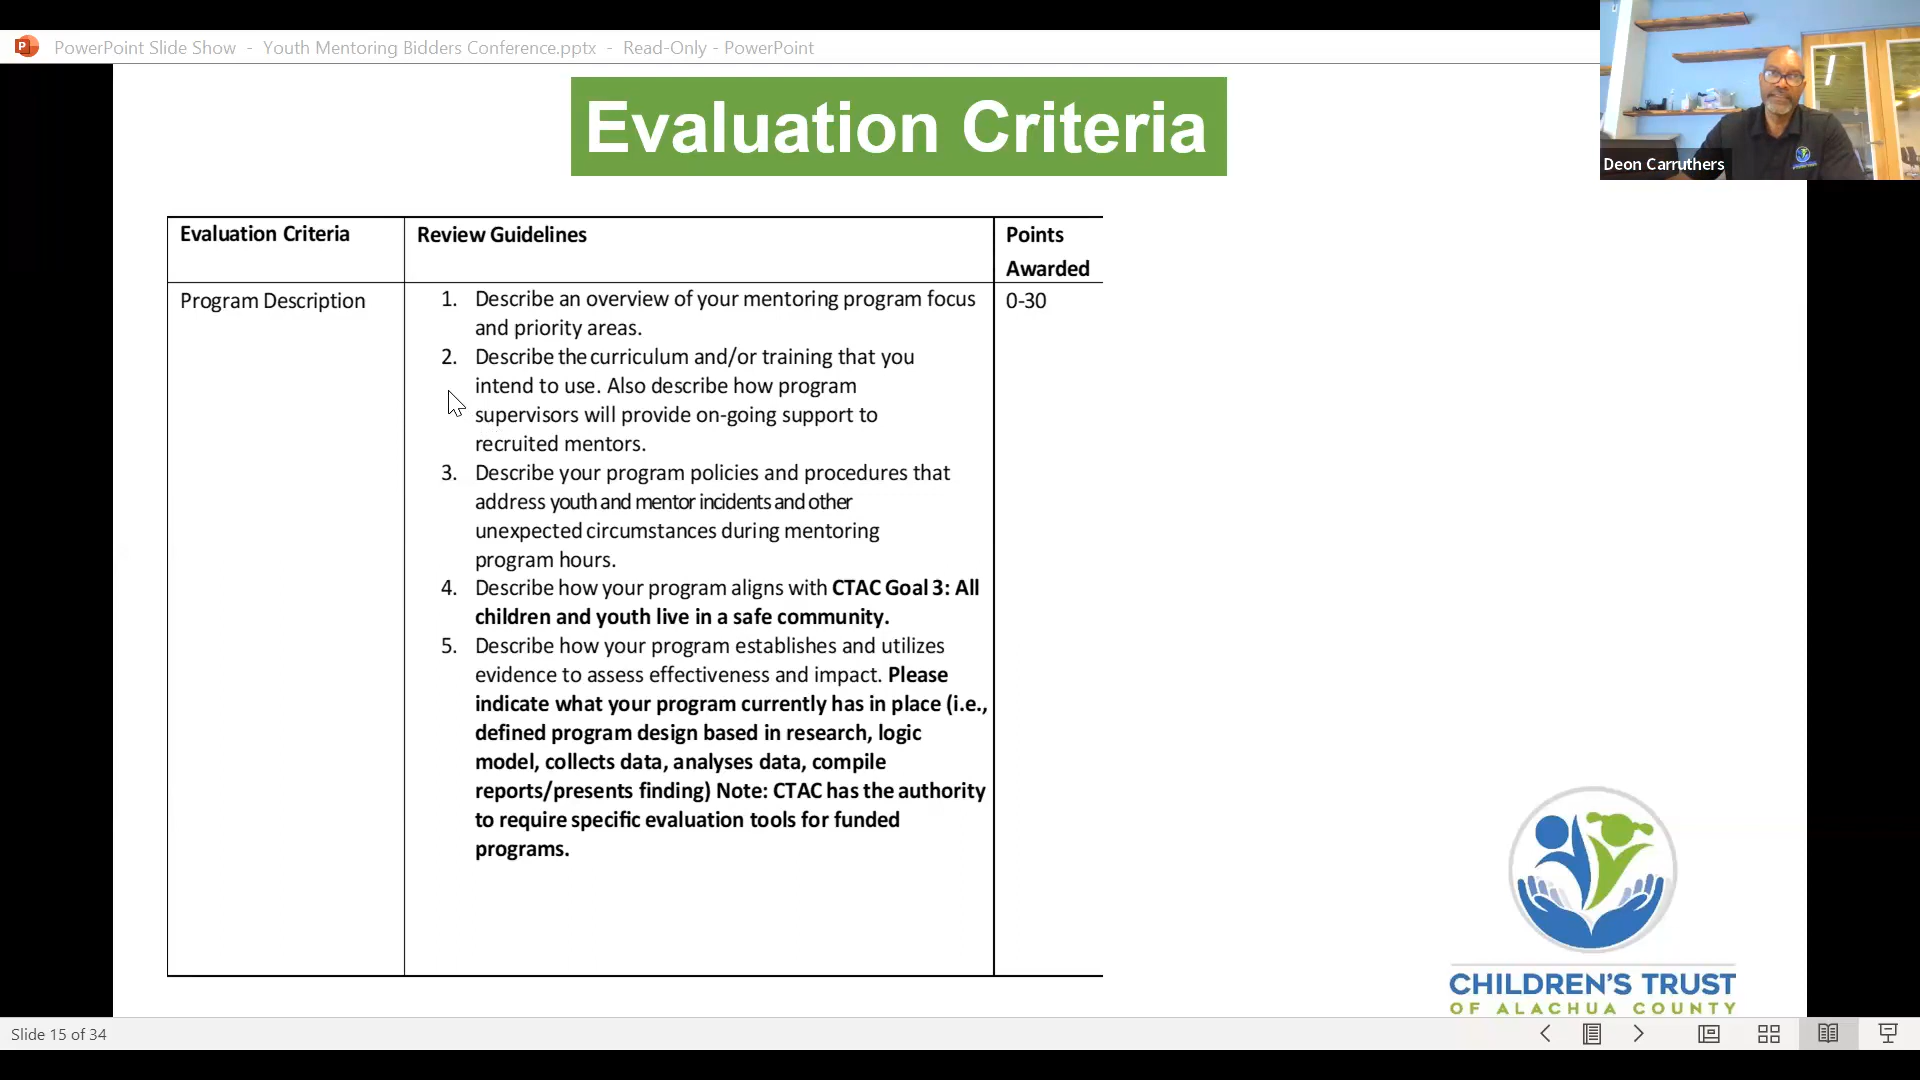 PowerPoint Slide Show - Youth Mentoring Bidders Conference.pptx - Read-Only - PowerPoint
Deon Carruthers
Evaluation Criteria
Evaluation Criteria
Review Guidelines
Points
Awarded
Program Description
1. Describe an overview of your mentoring program focus
and priority areas.
2. Describe the curriculum and/or training that you
intend to use. Also describe how program
supervisors will provide on-going support to
recruited mentors.
3. Describe your program policies and procedures that
address youth and mentor incidents and other
unexpected circumstances during mentoring
program hours.
4. Describe how your program aligns with CTAC Goal 3: All
children and youth live in a safe community.
5. Describe how your program establishes and utilizes
evidence to assess effectiveness and impact. Please
indicate what your program currently has in place (i.e.,
defined program design based in research, logic
model, collects data, analyses data, compile
reports/presents finding) Note: CTAC has the authority
to require specific evaluation tools for funded
programs.
0-30
CHILDREN'S TRUST
OF ALACHUA COUNTY
Slide 15 of 34